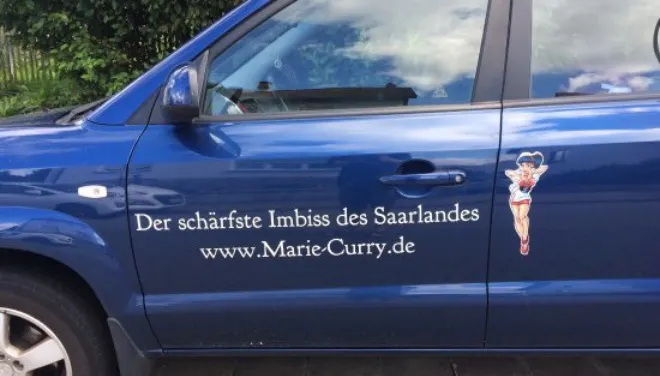 Der schärfste Imbiss des Saarlandes
www.Marie-Curry.de